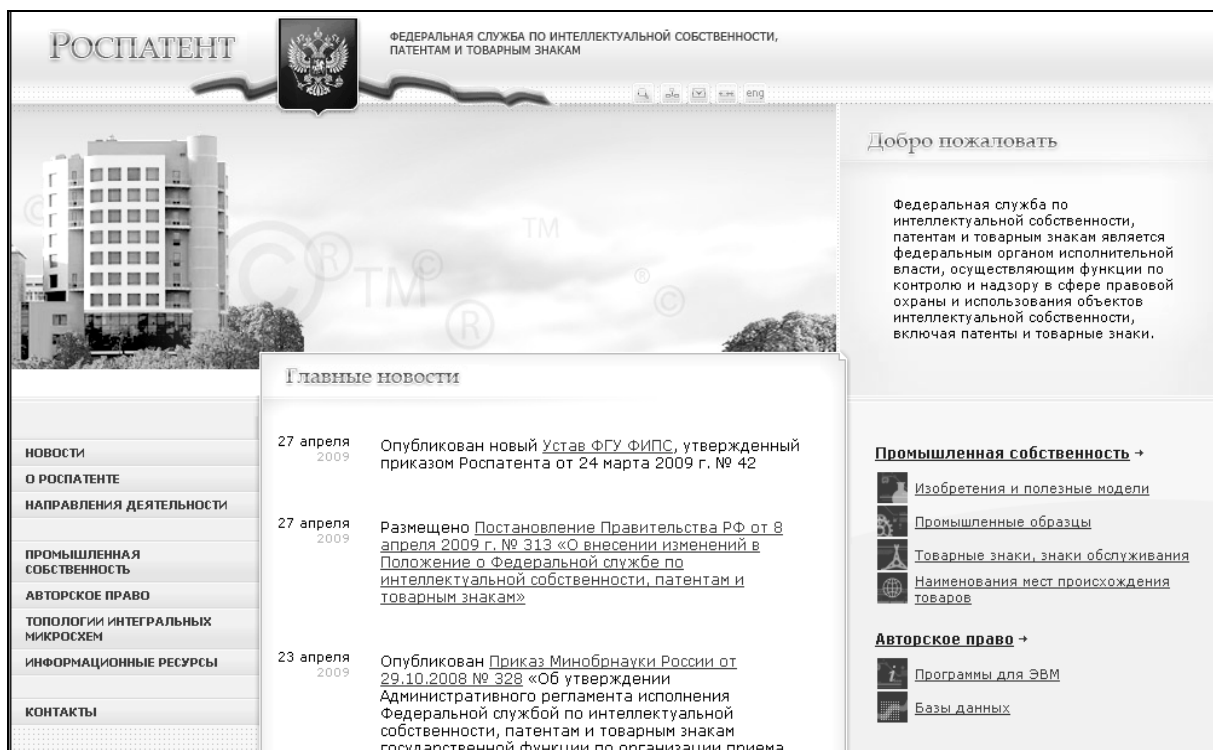 РОСПАТЕНТ
ФЕДЕРАЛЬНАЯ СЛУЖБА ПО ИНТЕЛЛЕКТУАЛЬНОЙ СОБСТВЕННОСТИ,
ПАТЕНТАМ И ТОВАРНЫМ ЗНАКАМ
eng
© © ® TM © TM ® ® ©
Добро пожаловать
Федеральная служба по
интеллектуальной собственности,
патентам и товарным знакам является
федеральным органом исполнительной
власти, осуществляющим функции по
контролю и надзору в сфере правовой
охраны и использования объектов
интеллектуальной собственности,
включая патенты и товарные знаки.
НОВОСТИ
О РОСПАТЕНТЕ
НАПРАВЛЕНИЯ ДЕЯТЕЛЬНОСТИ
ПРОМЫШЛЕННАЯ
СОБСТВЕННОСТЬ
АВТОРСКОЕ ПРАВО
ТОПОЛОГИИ ИНТЕГРАЛЬНЫХ
МИКРОСХЕМ
ИНФОРМАЦИОННЫЕ РЕСУРСЫ
КОНТАКТЫ
Главные новости
27 апреля
2009
Опубликован новый Устав ФГУ ФИПС, утвержденный
приказом Роспатента от 24 марта 2009 г. № 42
27 апреля
2009
Размещено Постановление Правительства РФ от 8
апреля 2009 г. № 313 «О внесении изменений в
Положение о Федеральной службе по
интеллектуальной собственности, патентам и
товарным знакам»
23 апреля
2009
Опубликован Приказ Минобрнауки России от
29.10.2008 № 328 «Об утверждении
Административного регламента исполнения
Федеральной службой по интеллектуальной
собственности, патентам и товарным знакам
государственной функции по организации приема
Промышленная собственность →
Изобретения и полезные модели
Промышленные образцы
Товарные знаки, знаки обслуживания
Наименования мест происхождения
товаров
Авторское право →
Программы для ЭВМ
Базы данных